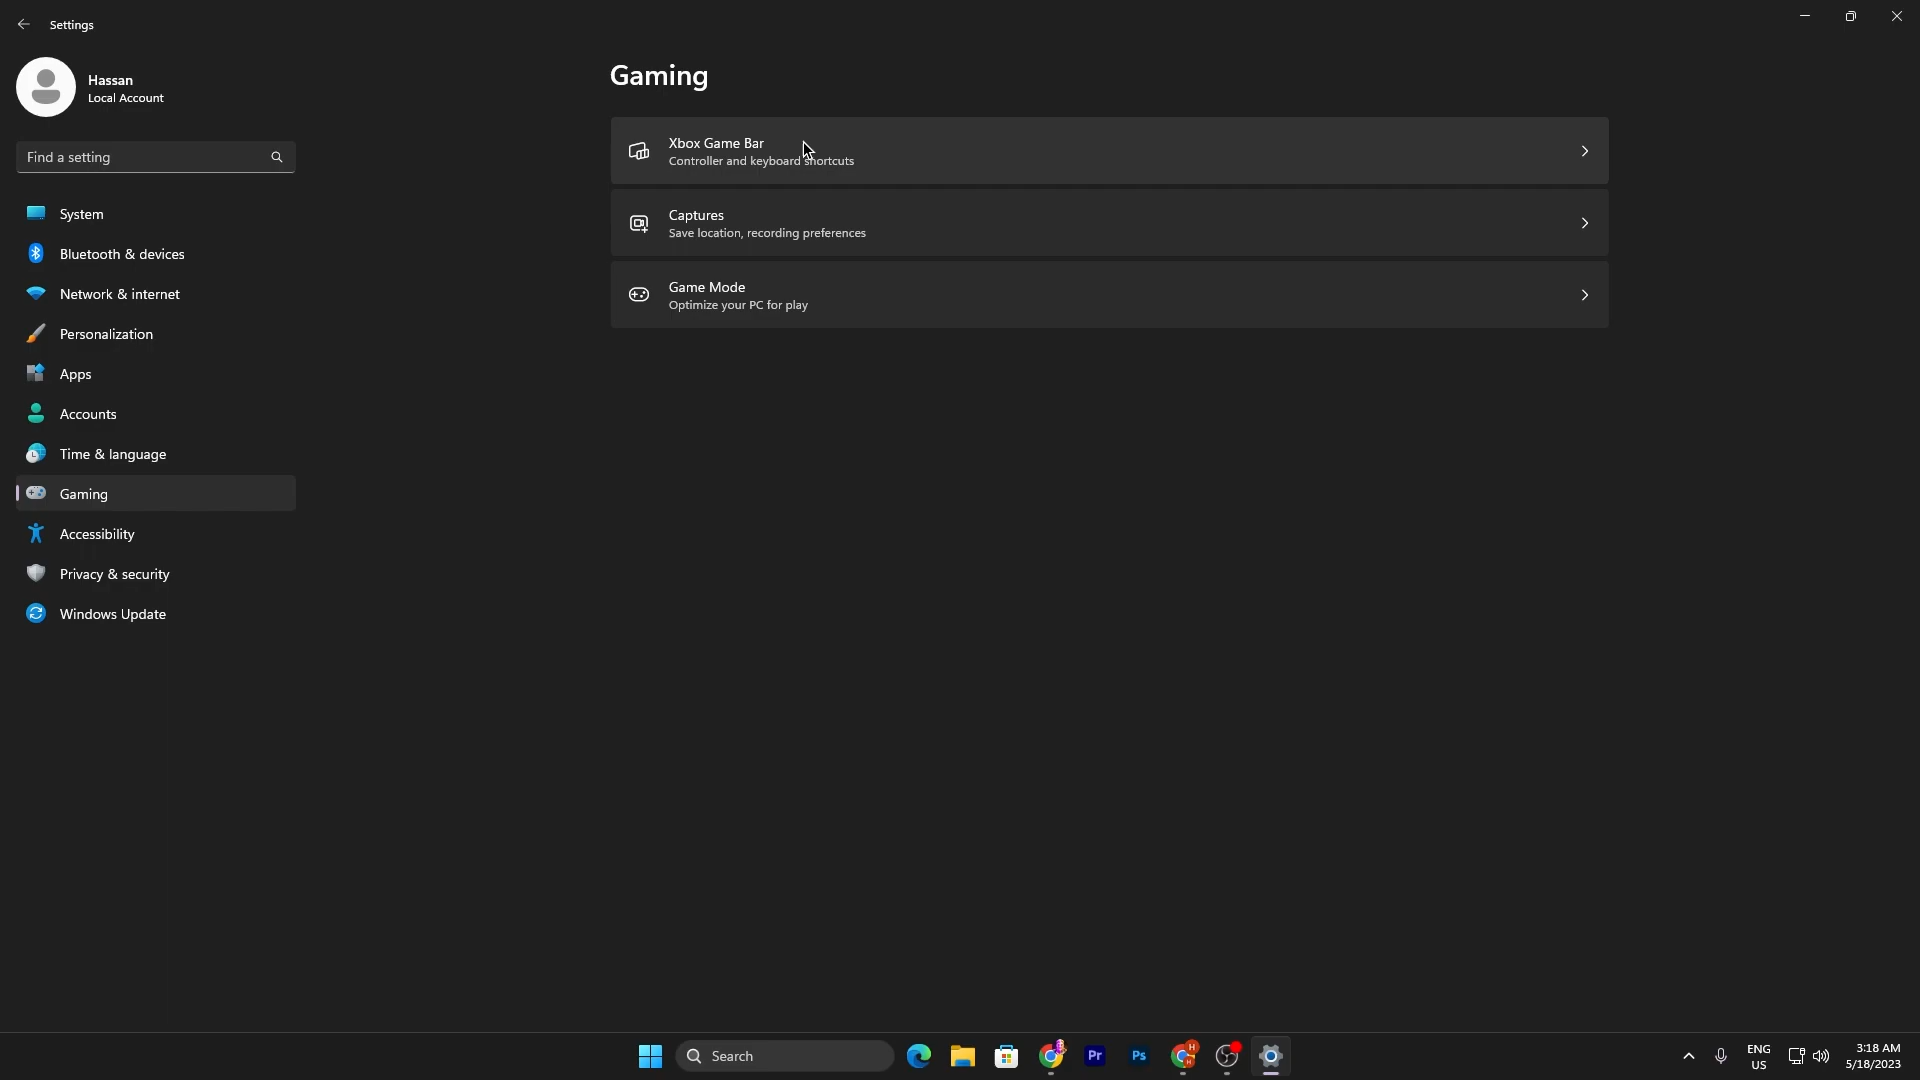 Settings
Hassan
Local Account
Find a setting
System
Bluetooth & devices
Network & internet
Personalization
Apps
Accounts
Time & language
Gaming
Accessibility
Privacy & security
Windows Update
Gaming
Xbox Game Bar
Controller and keyboard shortcuts
Captures
Save location, recording preferences
Game Mode
Optimize your PC for play
Search
Pr
Ps
H
ENG
US
3:18 AM
5/18/2023